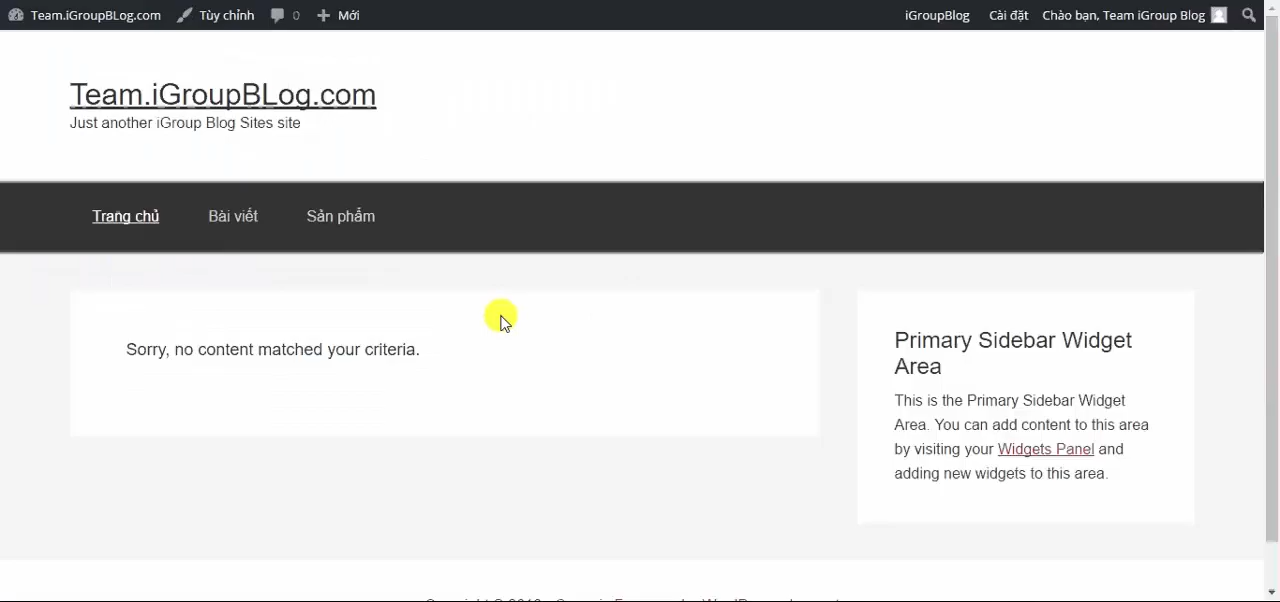 Team.iGroupBLog.com Tùy chỉnh 0 Mới iGroupBlog Cài đặt Chào bạn, Team iGroup Blog
Team.iGroupBLog.com
Just another iGroup Blog Sites site
Trang chủ Bài viết Sản phẩm
Sorry, no content matched your criteria.
Primary Sidebar Widget
Area
This is the Primary Sidebar Widget
Area. You can add content to this area
by visiting your Widgets Panel and
adding new widgets to this area.